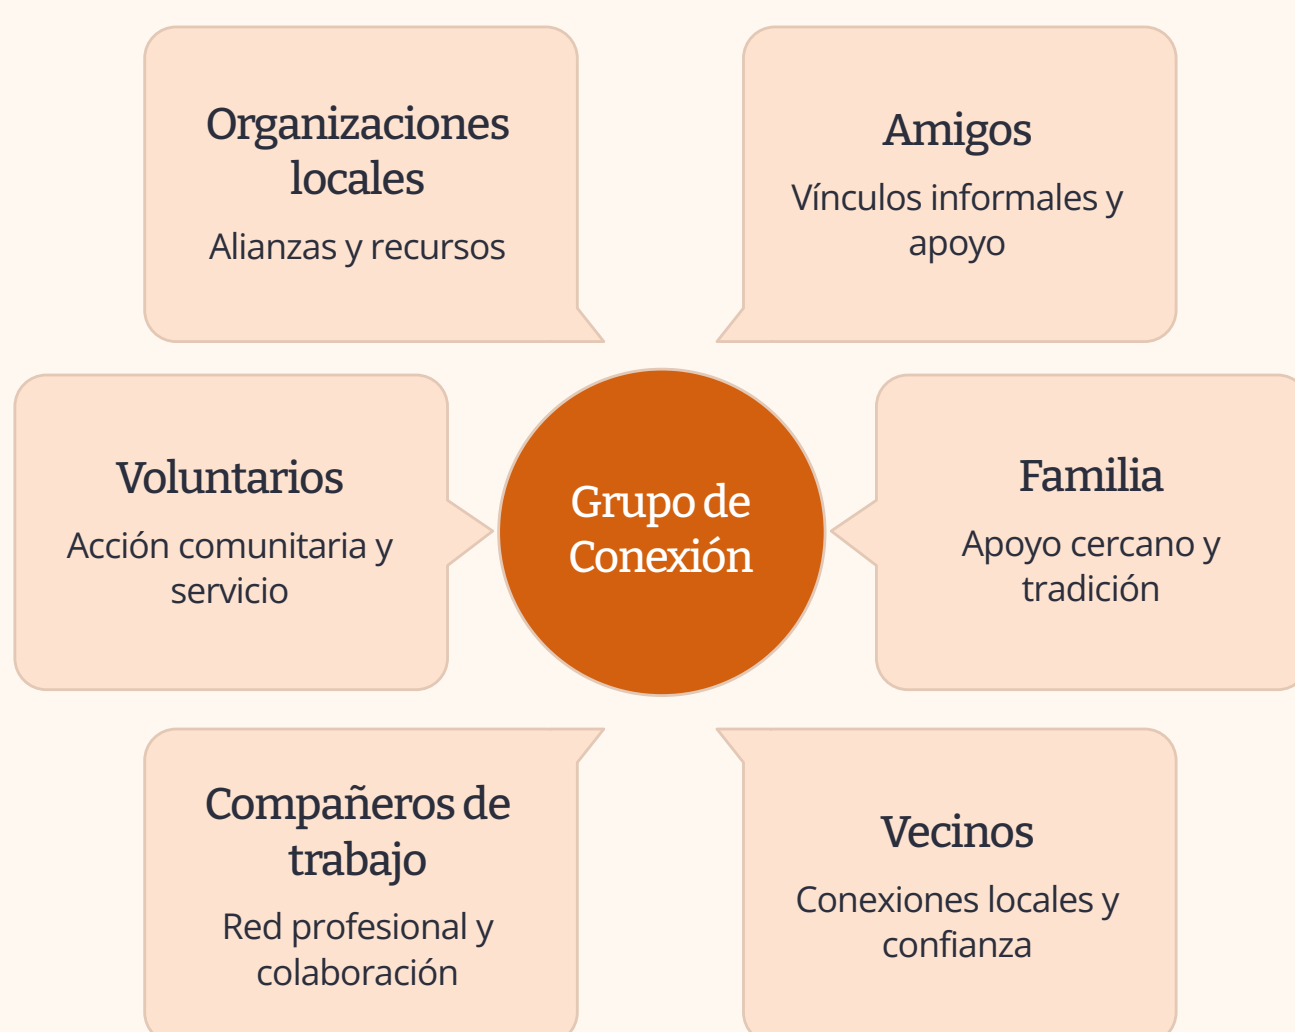 Organizaciones
locales
Alianzas y recursos
Amigos
Vínculos informales y
apoyo
Voluntarios
Acción comunitaria y
servicio
Grupo de
Conexión
Familia
Apoyo cercano y
tradición
Compañeros de
trabajo
Red profesional y
colaboración
Vecinos
Conexiones locales y
confianza